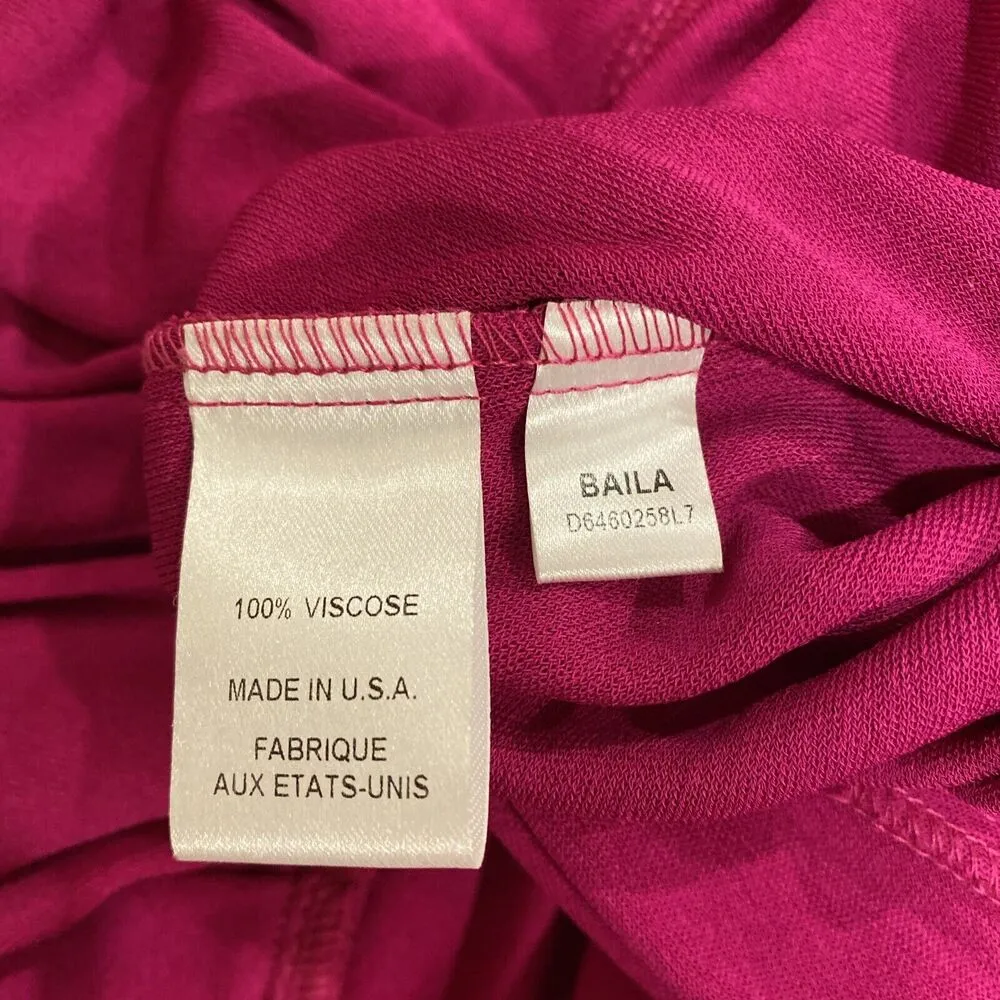 100% VISCOSE
MADE IN U.S.A.
FABRIQUE
AUX ETATS-UNIS
BAILA
D6460258L7